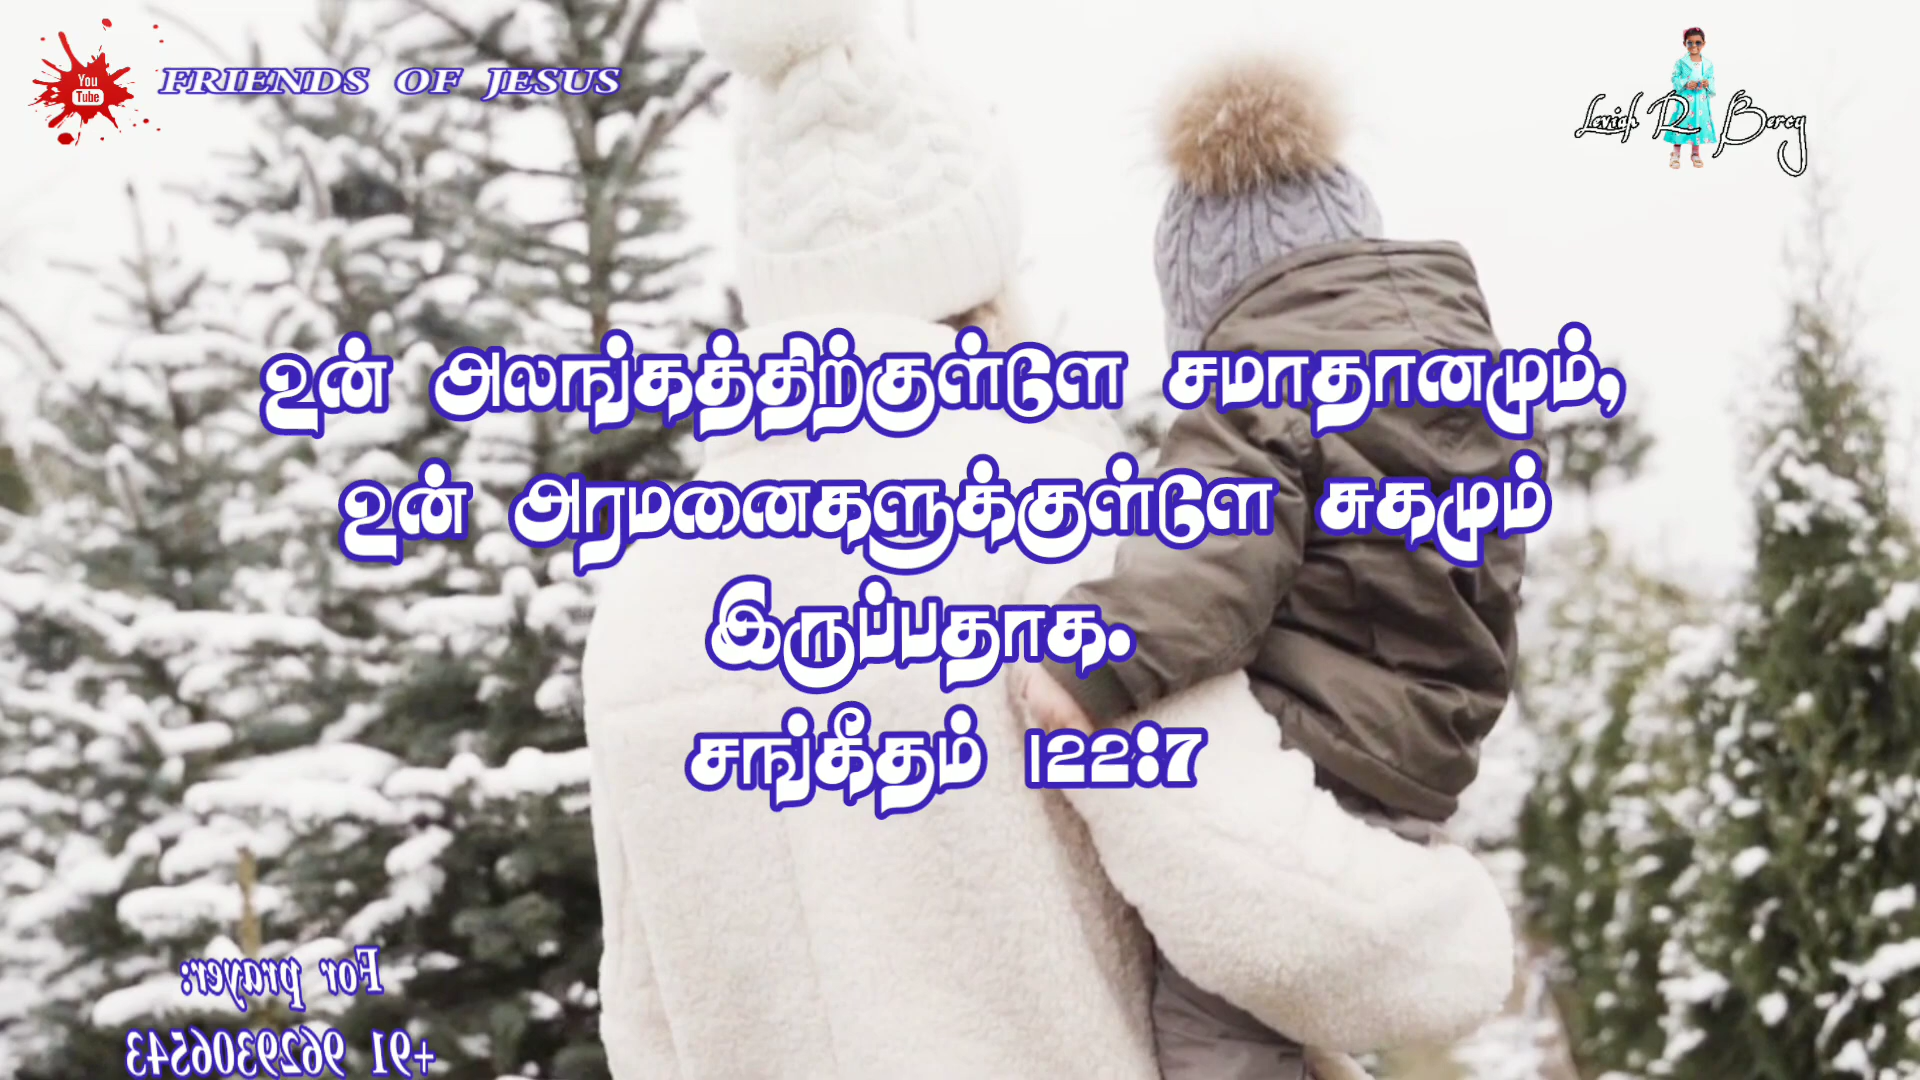 You
Tube
FRIENDS OF JESUS
Leviah R Bercy
உன் அலங்கத்திற்குள்ளே சமாதானமும்,
உன் அரமனைகளுக்குள்ளே சுகமும்
இருப்பதாக.
சங்கீதம் 122:7
For prayer:
+91 9629306543